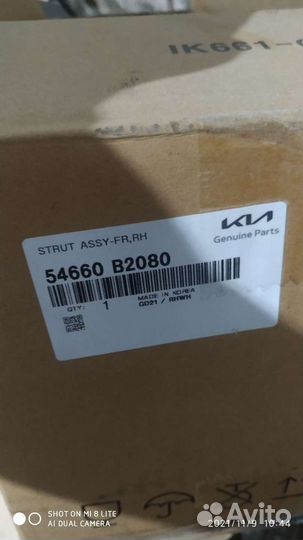 IK661-
STRUT ASSY-FR,RH
KIA
Genuine Parts
54660 B2080
QTY: 1
MADE IN KOREA
GD21 / RHWH
SHOT ON MI 8 LITE
AI DUAL CAMERA
Avito
2021/11/9 10:44